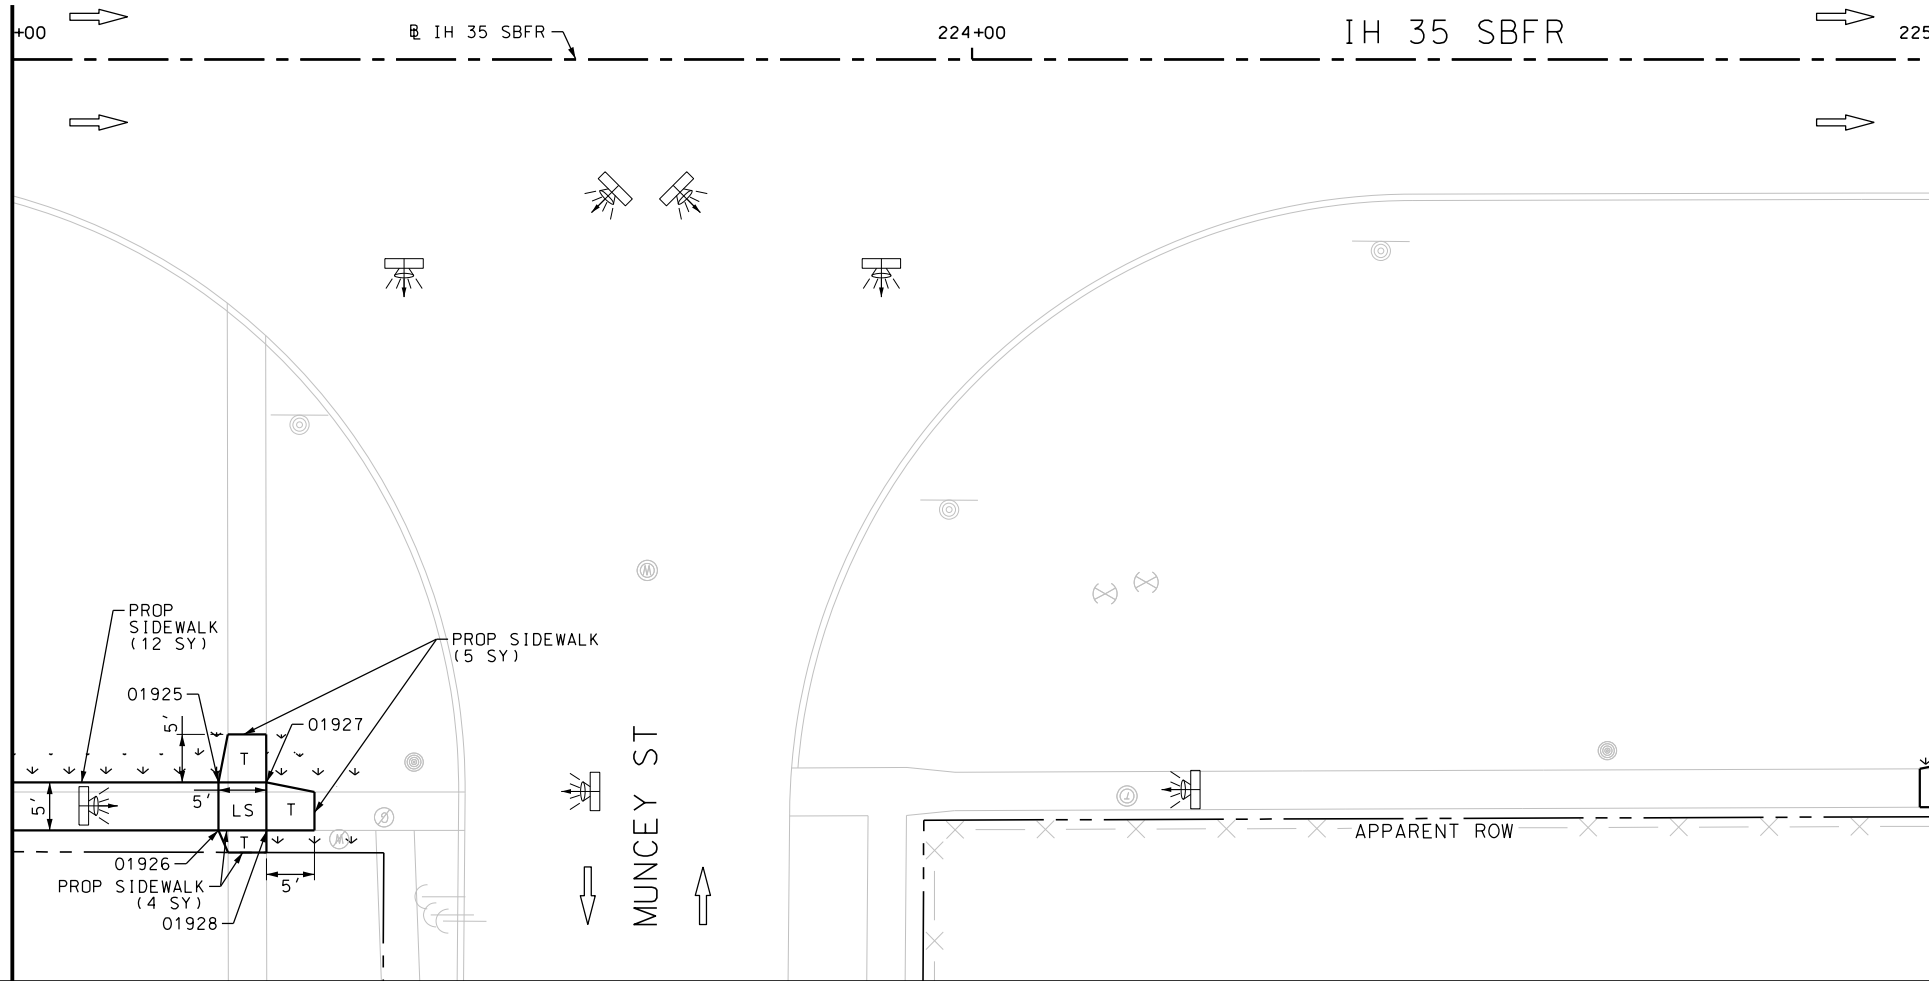 +00
BL IH 35 SBFR
224+00
IH 35 SBFR
225
PROP
SIDEWALK
(12 SY)
PROP SIDEWALK
(5 SY)
01925
5'
01927
T
5'
5'
LS
T
T
01926
PROP SIDEWALK
(4 SY)
5'
01928
MUNCEY ST
APPARENT ROW